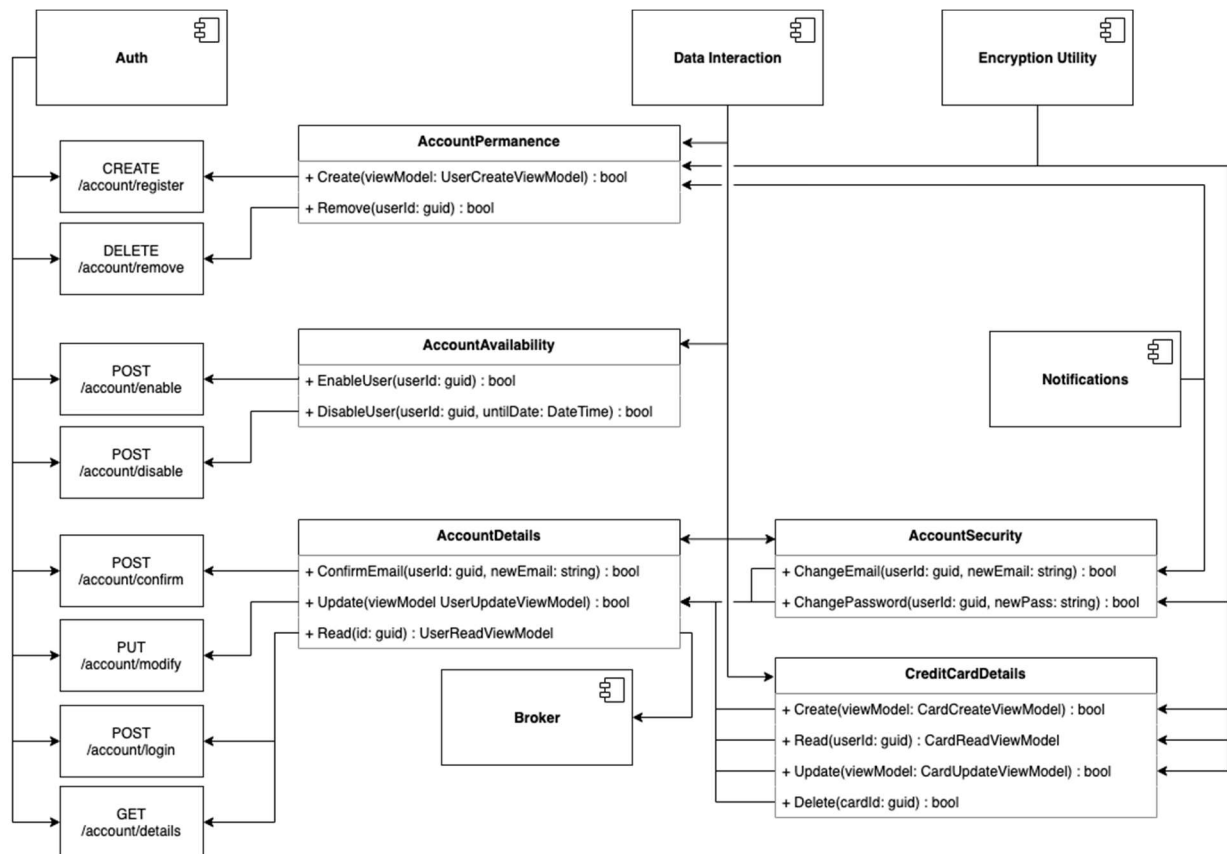 Auth
Data Interaction
Encryption Utility
AccountPermanence
+ Create(viewModel: UserCreateViewModel) : bool
+ Remove(userId: guid) : bool
CREATE
/account/register
DELETE
/account/remove
AccountAvailability
+ EnableUser(userId: guid) : bool
+ DisableUser(userId: guid, untilDate: DateTime) : bool
POST
/account/enable
POST
/account/disable
Notifications
AccountDetails
+ ConfirmEmail(userId: guid, newEmail: string) : bool
+ Update(viewModel UserUpdateViewModel) : bool
+ Read(id: guid) : UserReadViewModel
AccountSecurity
+ ChangeEmail(userId: guid, newEmail: string) : bool
+ ChangePassword(userId: guid, newPass: string) : bool
POST
/account/confirm
PUT
/account/modify
Broker
CreditCardDetails
+ Create(viewModel: CardCreateViewModel) : bool
+ Read(userId: guid) : CardReadViewModel
+ Update(viewModel: CardUpdateViewModel) : bool
+ Delete(cardId: guid) : bool
POST
/account/login
GET
/account/details